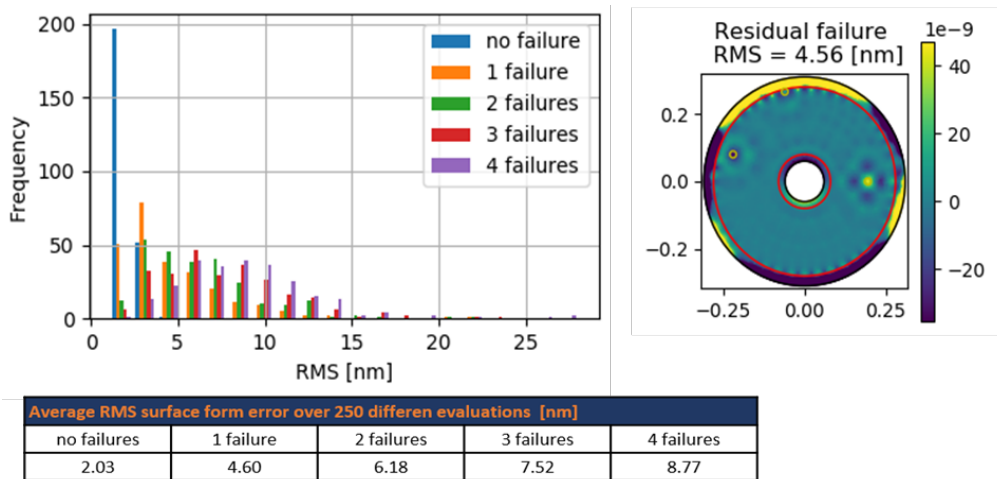 200
150
100
50
0
Frequency
0 5 10 15 20 25
RMS [nm]
no failure
1 failure
2 failures
3 failures
4 failures
Residual failure
RMS = 4.56 [nm]
1e−9
0.2
0.0
−0.2
−0.25 0.00 0.25
40
20
0
−20
Average RMS surface form error over 250 differen evaluations [nm]
no failures 1 failure 2 failures 3 failures 4 failures
2.03 4.60 6.18 7.52 8.77